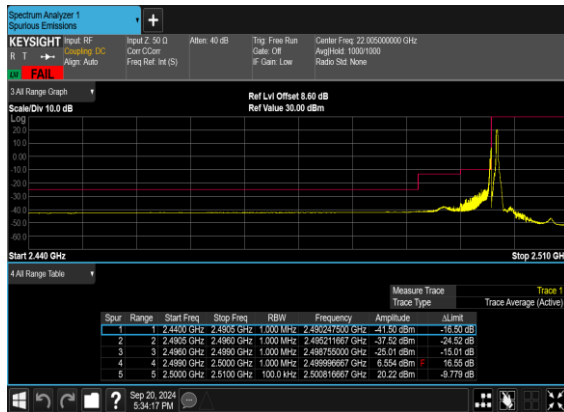 Spectrum Analyzer 1
Spurious Emissions
KEYSIGHT
R T
LW FAIL
Input: RF
Coupling: DC
Align: Auto
Input Z: 50 Ω
Corr CCorr
Freq Ref: Int (S)
Atten: 40 dB
Trig: Free Run
Gate: Off
IF Gain: Low
Center Freq: 22.005000000 GHz
Avg|Hold: 1000/1000
Radio Std: None
3 All Range Graph
Scale/Div 10.0 dB
Ref Lvl Offset 8.60 dB
Ref Value 30.00 dBm
Log
20.0
10.0
0.00
-10.0
-20.0
-30.0
-40.0
-50.0
-60.0
Start 2.440 GHz
Stop 2.510 GH
4 All Range Table
Measure Trace Trace 1
Trace Type Trace Average (Active)
Spur Range Start Freq Stop Freq RBW Frequency Amplitude ΔLimit
1 1 2.4400 GHz 2.4905 GHz 1.000 MHz 2.490247500 GHz -41.50 dBm -16.50 dB
2 2 2.4905 GHz 2.4960 GHz 1.000 MHz 2.495211667 GHz -37.52 dBm -24.52 dB
3 3 2.4960 GHz 2.4990 GHz 1.000 MHz 2.498755000 GHz -25.01 dBm -15.01 dB
4 4 2.4990 GHz 2.5000 GHz 1.000 MHz 2.499996667 GHz 6.554 dBm F 16.55 dB
5 5 2.5000 GHz 2.5100 GHz 100.0 kHz 2.500816667 GHz 20.22 dBm -9.779 dB
Sep 20, 2024
5:34:17 PM